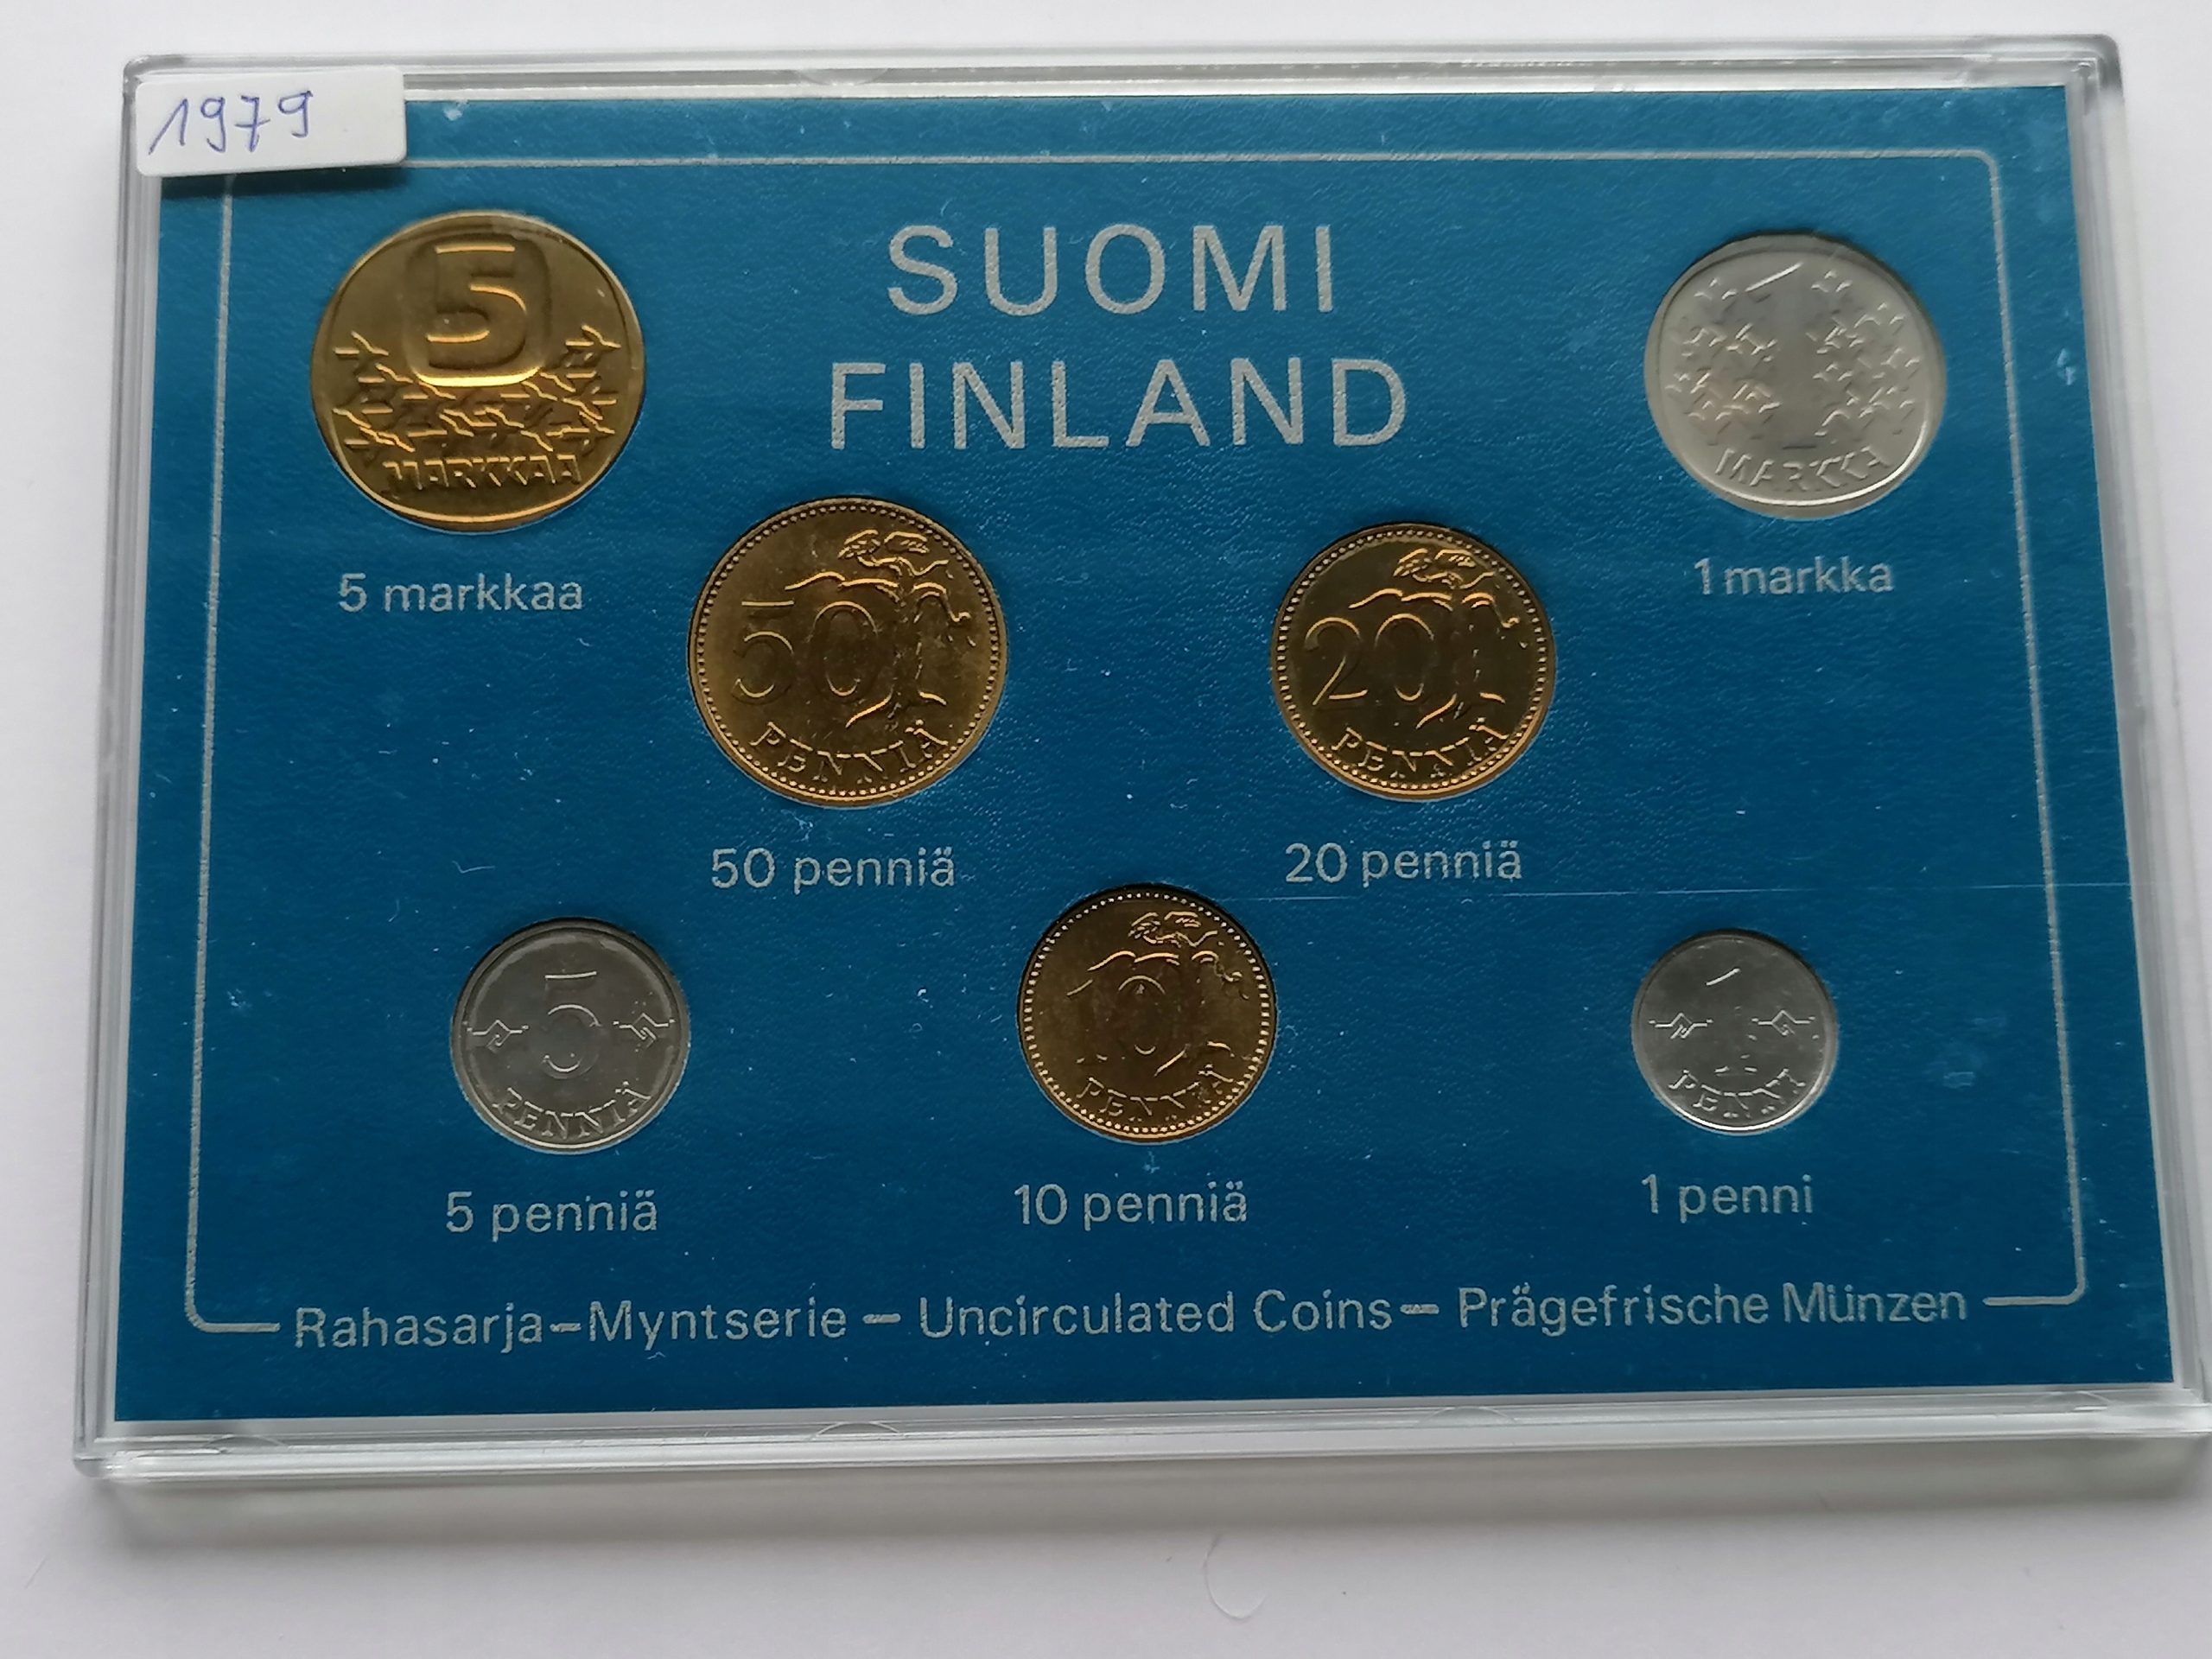 1979
SUOMI
FINLAND
5
MARKKAA
1
MARKKA
5 markkaa
1 markka
50
PENNIÄ
20
PENNIÄ
50 penniä
20 penniä
5
PENNIÄ
10
PENNIÄ
1
PENNI
5 penniä
10 penniä
1 penni
Rahasarja-Myntserie - Uncirculated Coins - Prägefrische Münzen